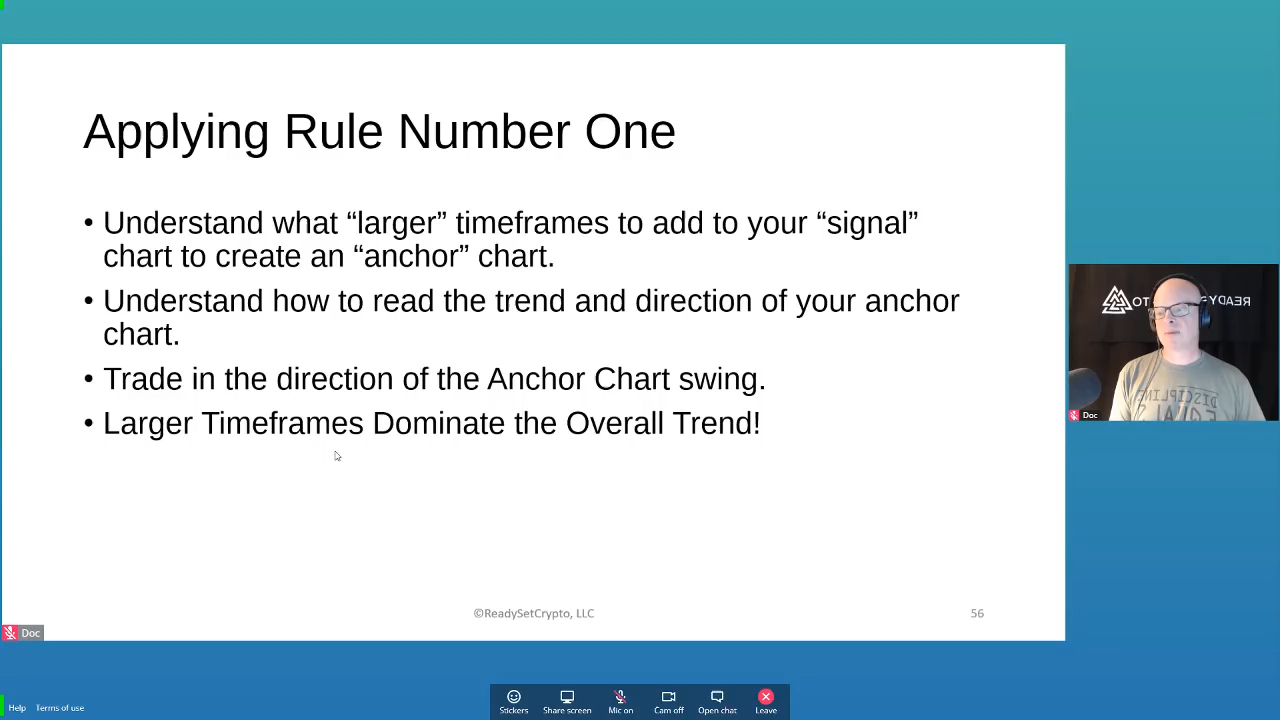 Applying Rule Number One
• Understand what “larger” timeframes to add to your “signal”
chart to create an “anchor” chart.
• Understand how to read the trend and direction of your anchor
chart.
• Trade in the direction of the Anchor Chart swing.
• Larger Timeframes Dominate the Overall Trend!
©ReadySetCrypto, LLC
56
Doc
DISCIPLINE
EQUALS
Doc
Help
Terms of use
Stickers
Share screen
Mic on
Cam off
Open chat
Leave